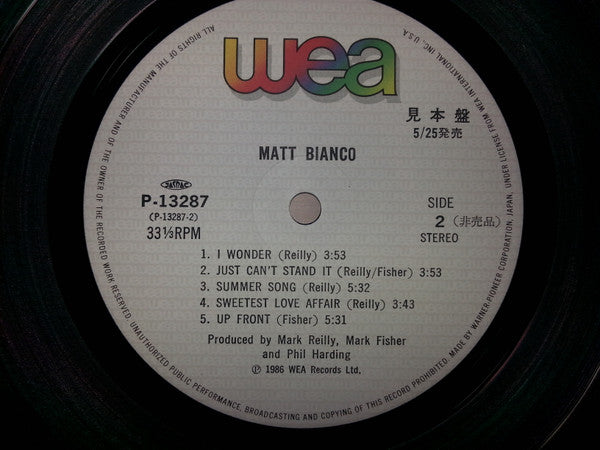 wea
見本盤
5/25発売
MATT BIANCO
JASRAC
P-13287
(P-13287-2)
33⅓RPM
SIDE
2 (非売品)
STEREO
1. I WONDER (Reilly) 3:53
2. JUST CAN'T STAND IT (Reilly/Fisher) 3:53
3. SUMMER SONG (Reilly) 5:32
4. SWEETEST LOVE AFFAIR (Reilly) 3:43
5. UP FRONT (Fisher) 5:31
Produced by Mark Reilly, Mark Fisher
and Phil Harding
Ⓟ 1986 WEA Records Ltd.
ALL RIGHTS OF THE MANUFACTURER AND OF THE OWNER OF THE RECORDED WORK RESERVED. UNAUTHORIZED PUBLIC PERFORMANCE, BROADCASTING AND COPYING OF THIS RECORD PROHIBITED. MADE BY WARNER-PIONEER CORPORATION, JAPAN, UNDER LICENSE FROM WEA INTERNATIONAL INC., U.S.A.